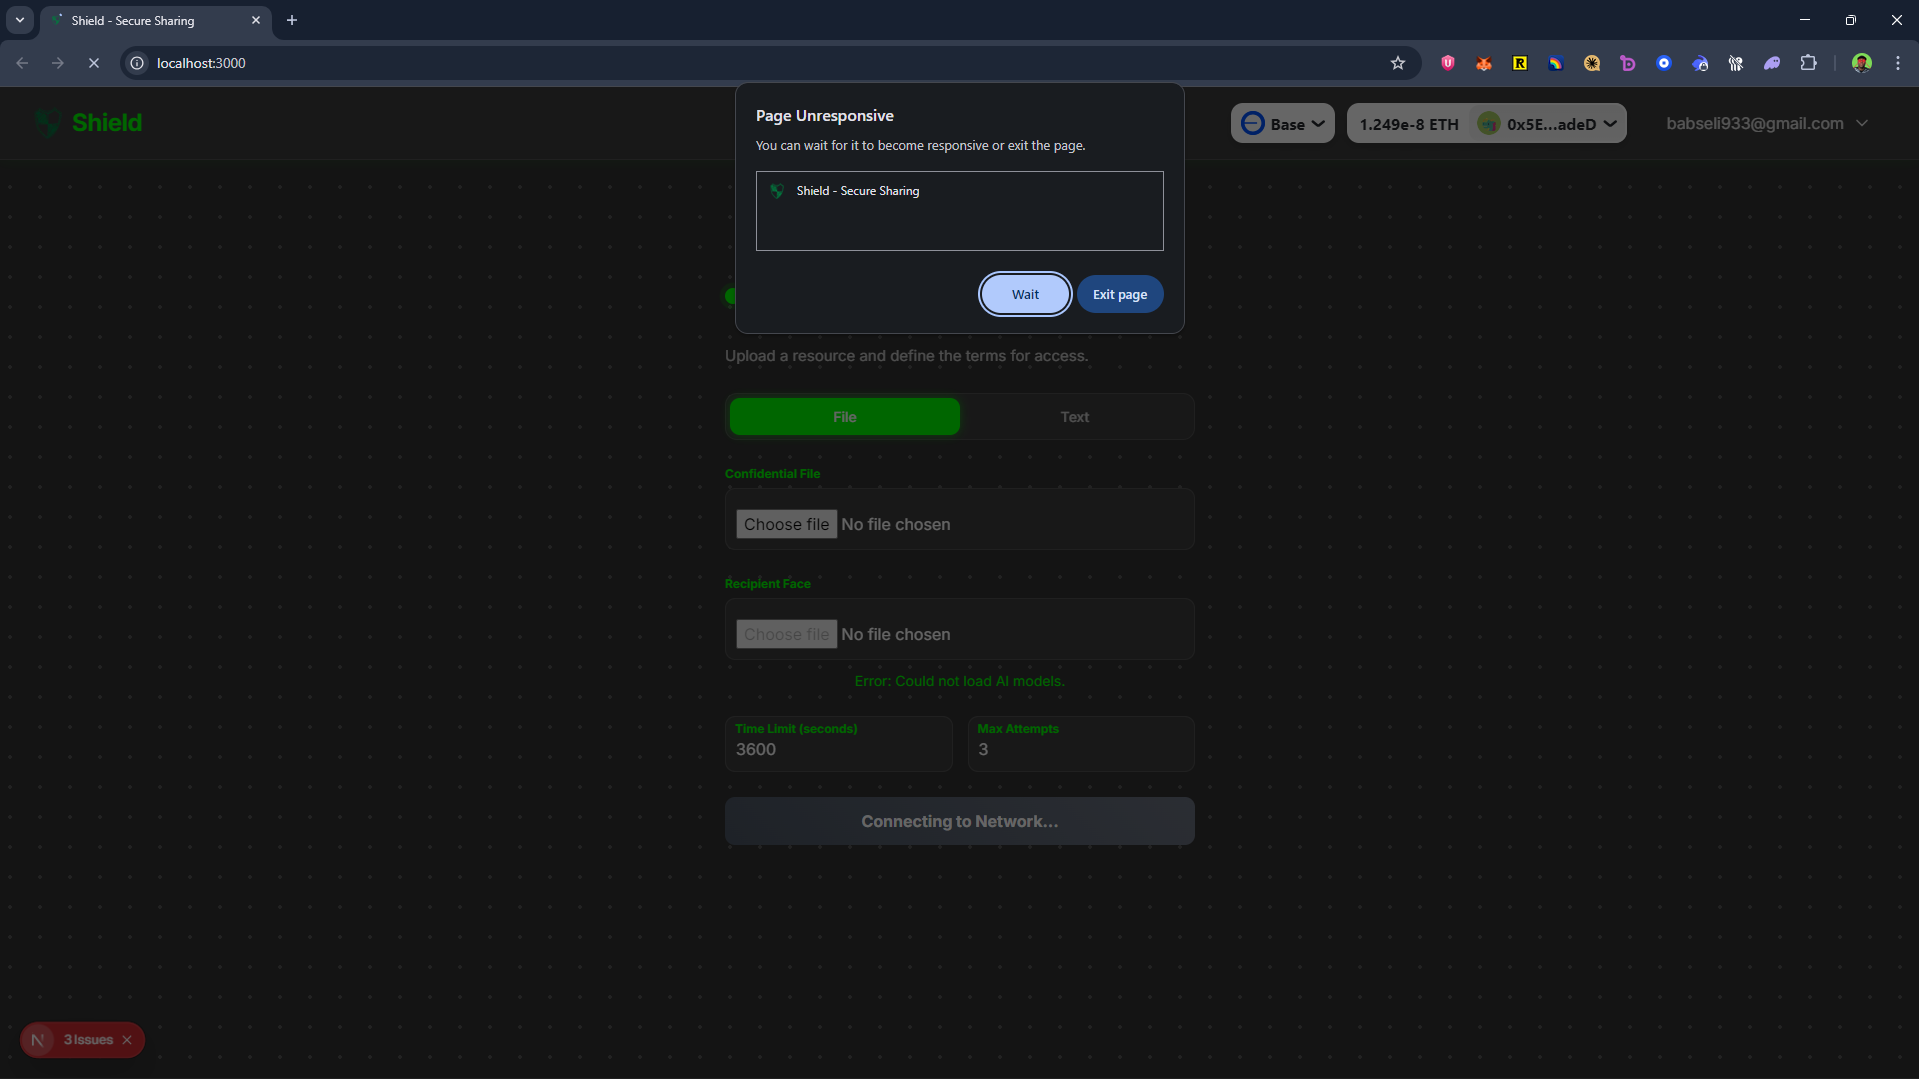 Shield - Secure Sharing
localhost:3000
Shield
Base
1.249e-8 ETH
0x5E...adeD
babseli933@gmail.com
Page Unresponsive
You can wait for it to become responsive or exit the page.
Shield - Secure Sharing
Wait
Exit page
Upload a resource and define the terms for access.
File
Text
Confidential File
Choose file No file chosen
Recipient Face
Choose file No file chosen
Error: Could not load AI models.
Time Limit (seconds)
3600
Max Attempts
3
Connecting to Network...
N 3 Issues